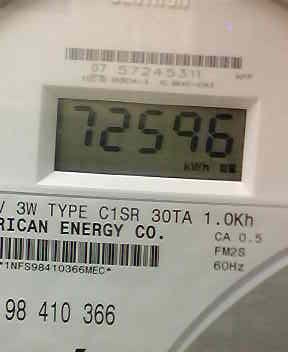 07 57245311
72596
kWh
V 3W TYPE C1SR 30TA 1.0Kh
RICAN ENERGY CO.
CA 0.5
FM2S
60Hz
*1NFS98410366MEC*
98 410 366